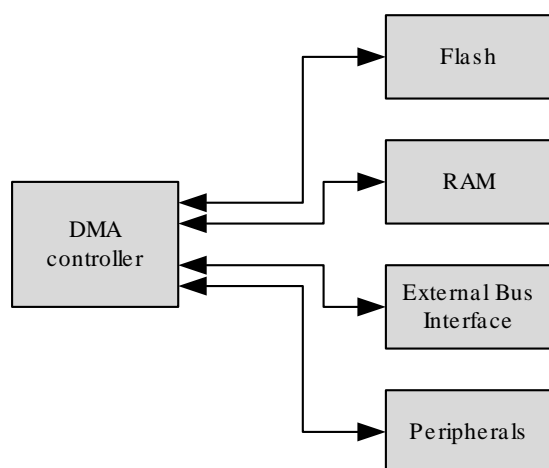 Flash
RAM
DMA
controller
External Bus
Interface
Peripherals